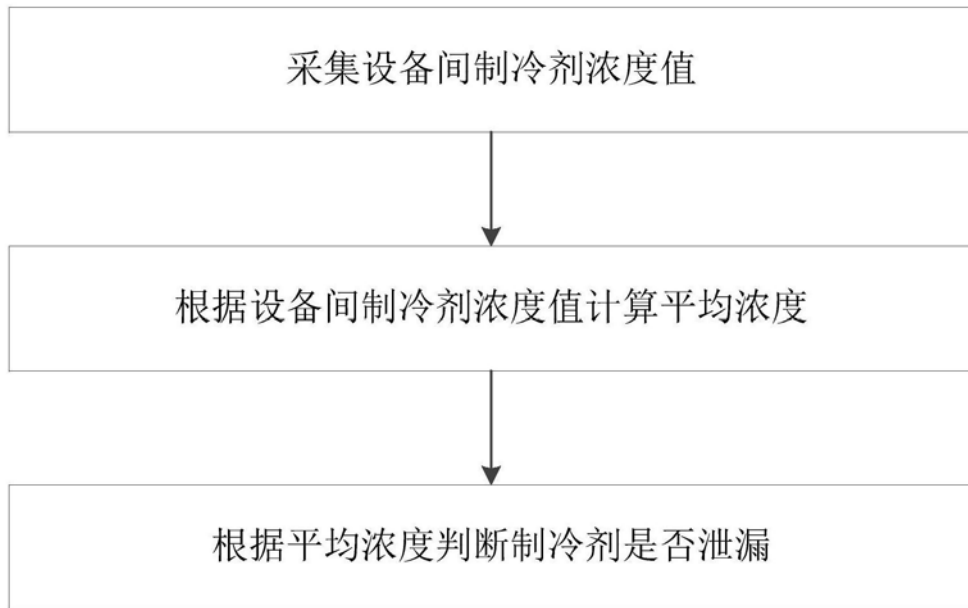 采集设备间制冷剂浓度值
根据设备间制冷剂浓度值计算平均浓度
根据平均浓度判断制冷剂是否泄漏